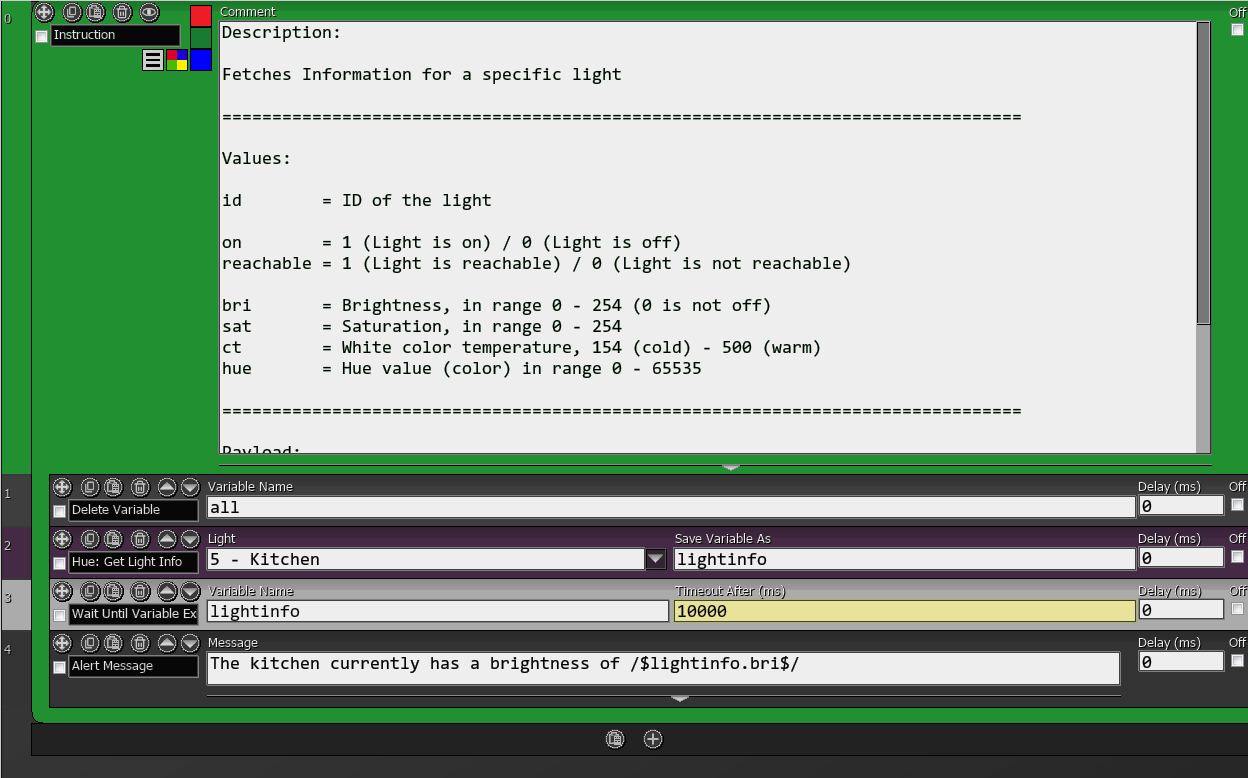 0
Comment
Off
Instruction
Description:
Fetches Information for a specific light
================================================================================
Values:
id        = ID of the light
on        = 1 (Light is on) / 0 (Light is off)
reachable = 1 (Light is reachable) / 0 (Light is not reachable)
bri       = Brightness, in range 0 - 254 (0 is not off)
sat       = Saturation, in range 0 - 254
ct        = White color temperature, 154 (cold) - 500 (warm)
hue       = Hue value (color) in range 0 - 65535
================================================================================
Payload:
1
Variable Name
Delay (ms)
Off
Delete Variable
all
0
2
Light
Save Variable As
Delay (ms)
Off
Hue: Get Light Info
5 - Kitchen
lightinfo
0
3
Variable Name
Timeout After (ms)
Delay (ms)
Off
Wait Until Variable Ex
lightinfo
10000
0
4
Message
Delay (ms)
Off
Alert Message
The kitchen currently has a brightness of /$lightinfo.bri$/
0